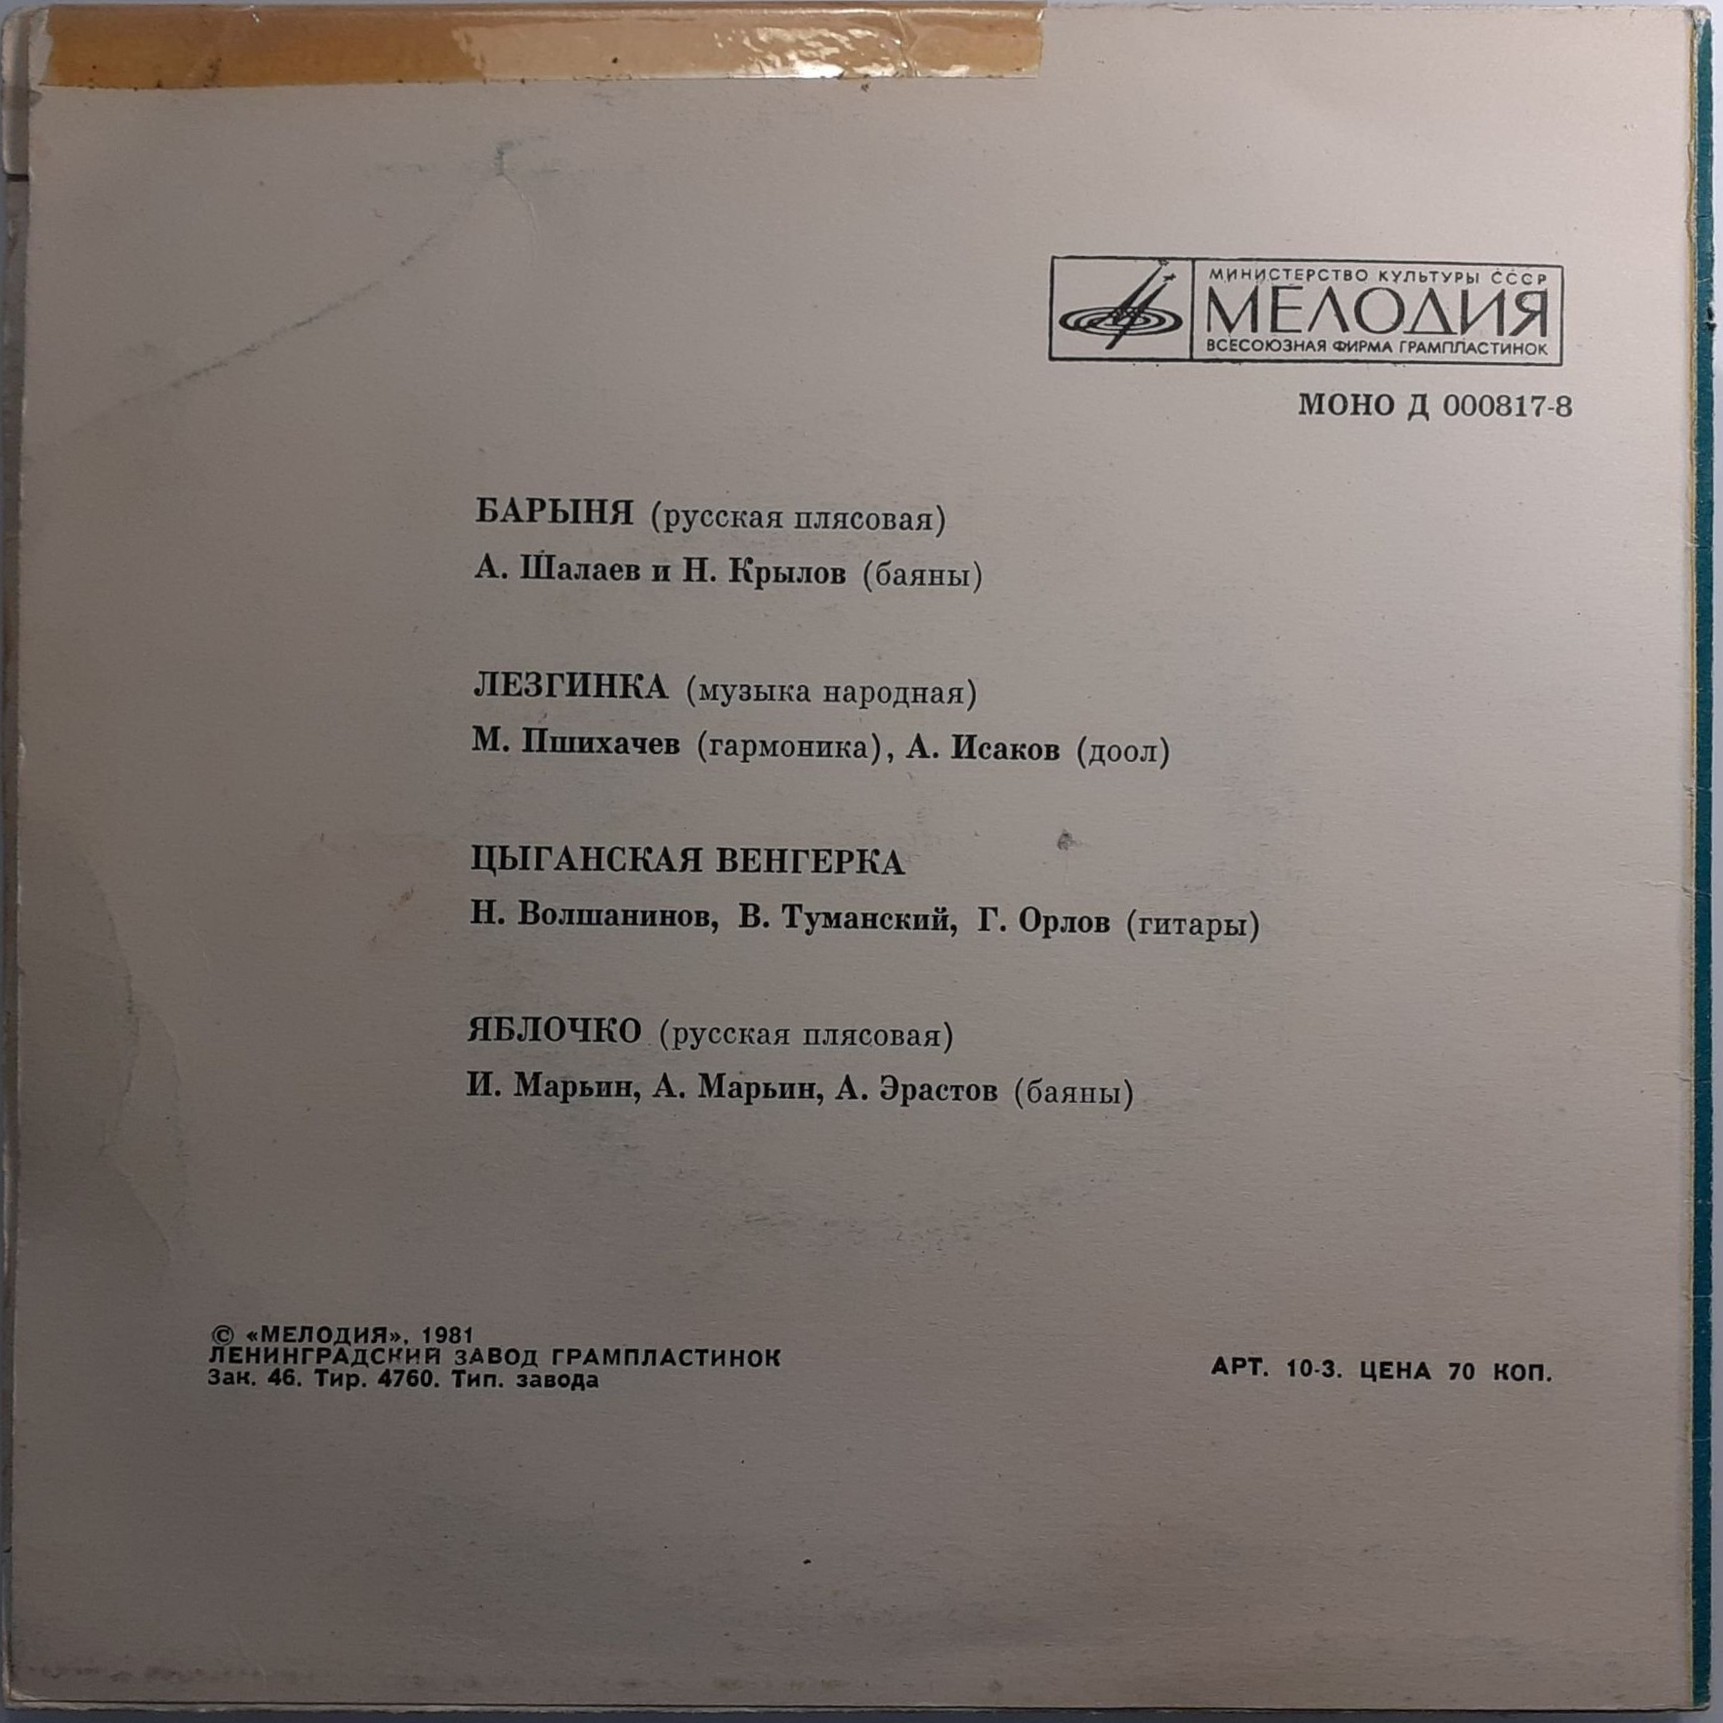 МИНИСТЕРСТВО КУЛЬТУРЫ СССР
МЕЛОДИЯ
ВСЕСОЮЗНАЯ ФИРМА ГРАМПЛАСТИНОК
МОНО Д 000817-8
БАРЫНЯ (русская плясовая)
А. Шалаев и Н. Крылов (баяны)
ЛЕЗГИНКА (музыка народная)
М. Пшихачев (гармоника), А. Исаков (доол)
ЦЫГАНСКАЯ ВЕНГЕРКА
Н. Волшанинов, В. Туманский, Г. Орлов (гитары)
ЯБЛОЧКО (русская плясовая)
И. Марьин, А. Марьин, А. Эрастов (баяны)
© «МЕЛОДИЯ», 1981
ЛЕНИНГРАДСКИЙ ЗАВОД ГРАМПЛАСТИНОК
Зак. 46. Тир. 4760. Тип. завода
АРТ. 10-3. ЦЕНА 70 КОП.